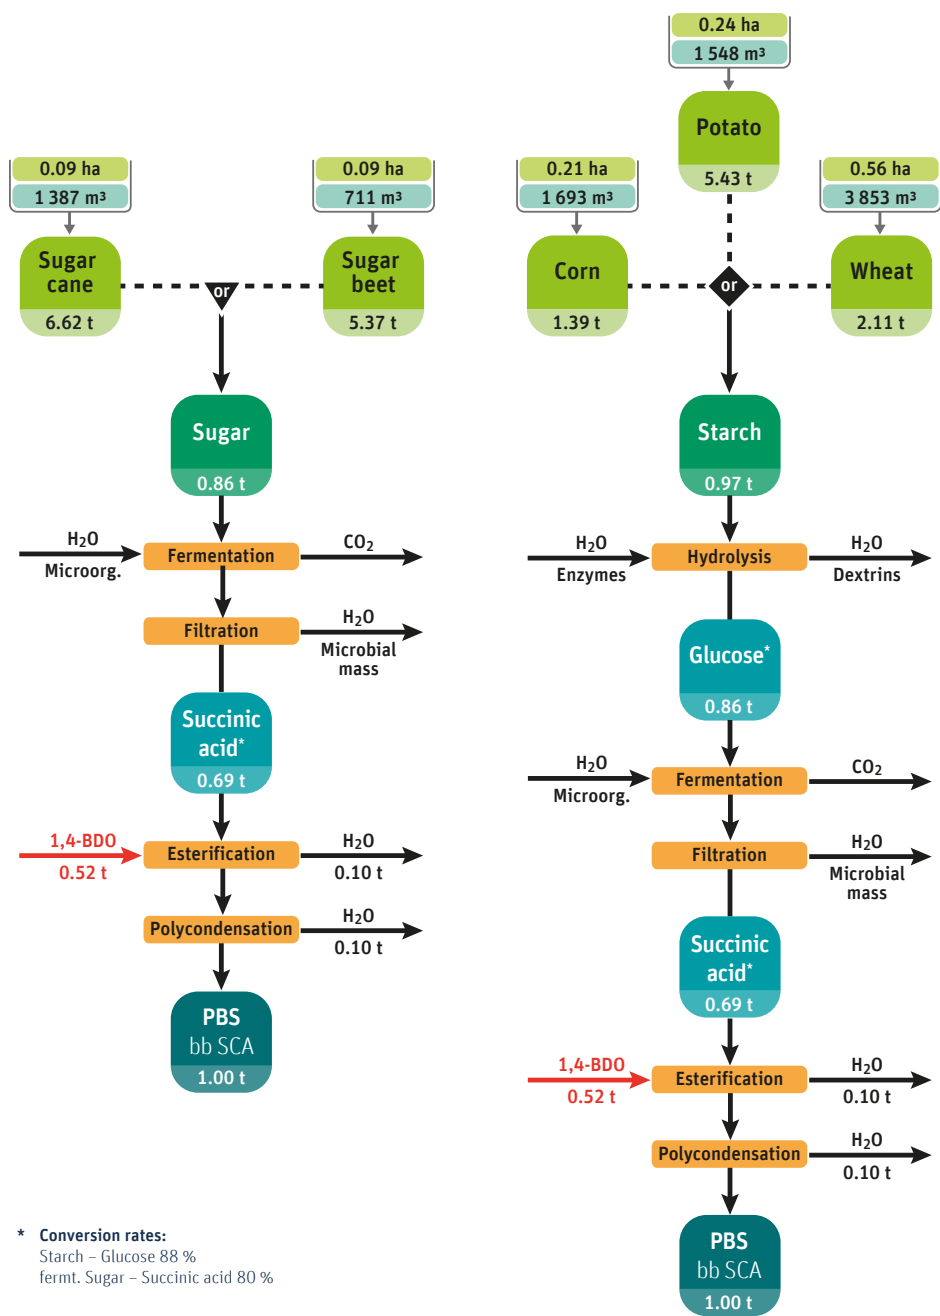 0.09 ha
1 387 m³
Sugar
cane
6.62 t
or
0.09 ha
711 m³
Sugar
beet
5.37 t
Sugar
0.86 t
H₂O
Microorg.
Fermentation
CO₂
Filtration
H₂O
Microbial
mass
Succinic
acid*
0.69 t
1,4-BDO
0.52 t
Esterification
H₂O
0.10 t
Polycondensation
H₂O
0.10 t
PBS
bb SCA
1.00 t
0.24 ha
1 548 m³
Potato
5.43 t
0.21 ha
1 693 m³
Corn
1.39 t
or
0.56 ha
3 853 m³
Wheat
2.11 t
Starch
0.97 t
H₂O
Enzymes
Hydrolysis
H₂O
Dextrins
Glucose*
0.86 t
H₂O
Microorg.
Fermentation
CO₂
Filtration
H₂O
Microbial
mass
Succinic
acid*
0.69 t
1,4-BDO
0.52 t
Esterification
H₂O
0.10 t
Polycondensation
H₂O
0.10 t
PBS
bb SCA
1.00 t
* Conversion rates:
Starch – Glucose 88 %
fermt. Sugar – Succinic acid 80 %